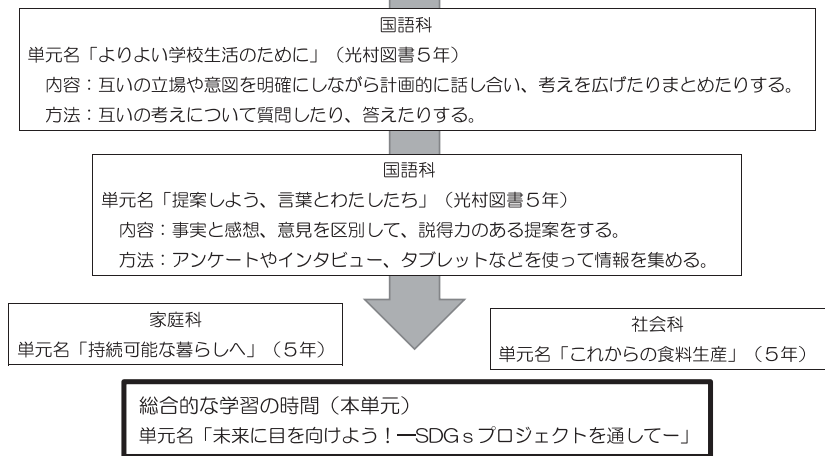 国語科
単元名「よりよい学校生活のために」（光村図書５年）
内容：互いの立場や意図を明確にしながら計画的に話し合い、考えを広げたりまとめたりする。
方法：互いの考えについて質問したり、答えたりする。
国語科
単元名「提案しよう、言葉とわたしたち」（光村図書５年）
内容：事実と感想、意見を区別して、説得力のある提案をする。
方法：アンケートやインタビュー、タブレットなどを使って情報を集める。
家庭科
単元名「持続可能な暮らしへ」（５年）
社会科
単元名「これからの食料生産」（５年）
総合的な学習の時間（本単元）
単元名「未来に目を向けよう！―SDGｓプロジェクトを通して―」